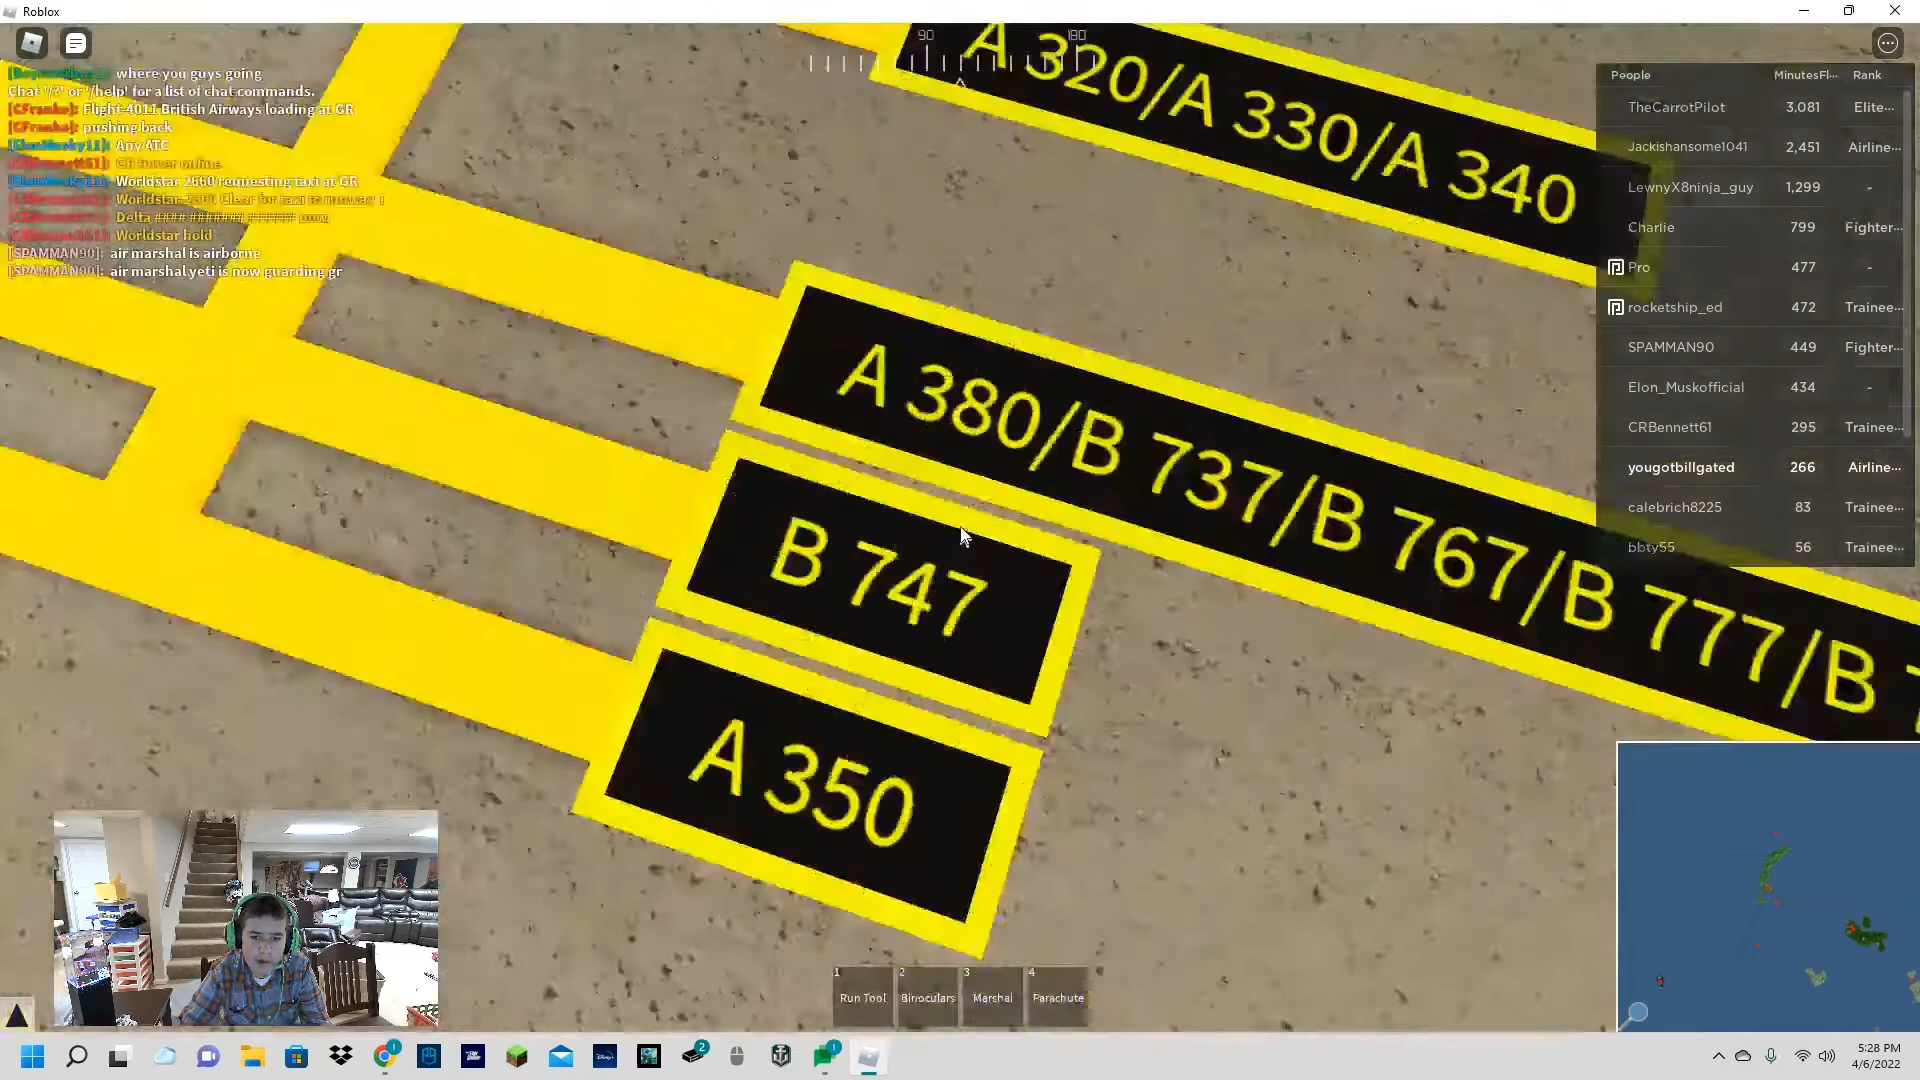 Roblox
where you guys going
Chat '/?' or '/help' for a list of chat commands.
[CFranke]: Flight-4011 British Airways loading at GR
[CFranke]: pushing back
Any ATC
Worldstar 2660 requesting taxi at GR
Delta #### ####### ######
Worldstar hold
[SPAMMAN90]: air marshal is airborne
[SPAMMAN90]: air marshal yeti is now guarding gr
90
180
People MinutesFl... Rank
TheCarrotPilot 3,081 Elite...
Jackishansome1041 2,451 Airline...
LewnyX8ninja_guy 1,299 -
Charlie 799 Fighter...
Pro 477 -
rocketship_ed 472 Trainee...
SPAMMAN90 449 Fighter...
Elon_Muskofficial 434 -
CRBennett61 295 Trainee...
yougotbillgated 266 Airline...
calebrich8225 83 Trainee...
bbty55 56 Trainee...
A 320/A 330/A 340
A 380/B 737/B 767/B 777/B
B 747
A 350
1 2 3 4
Run Tool Binoculars Marshal Parachute
5:28 PM
4/6/2022